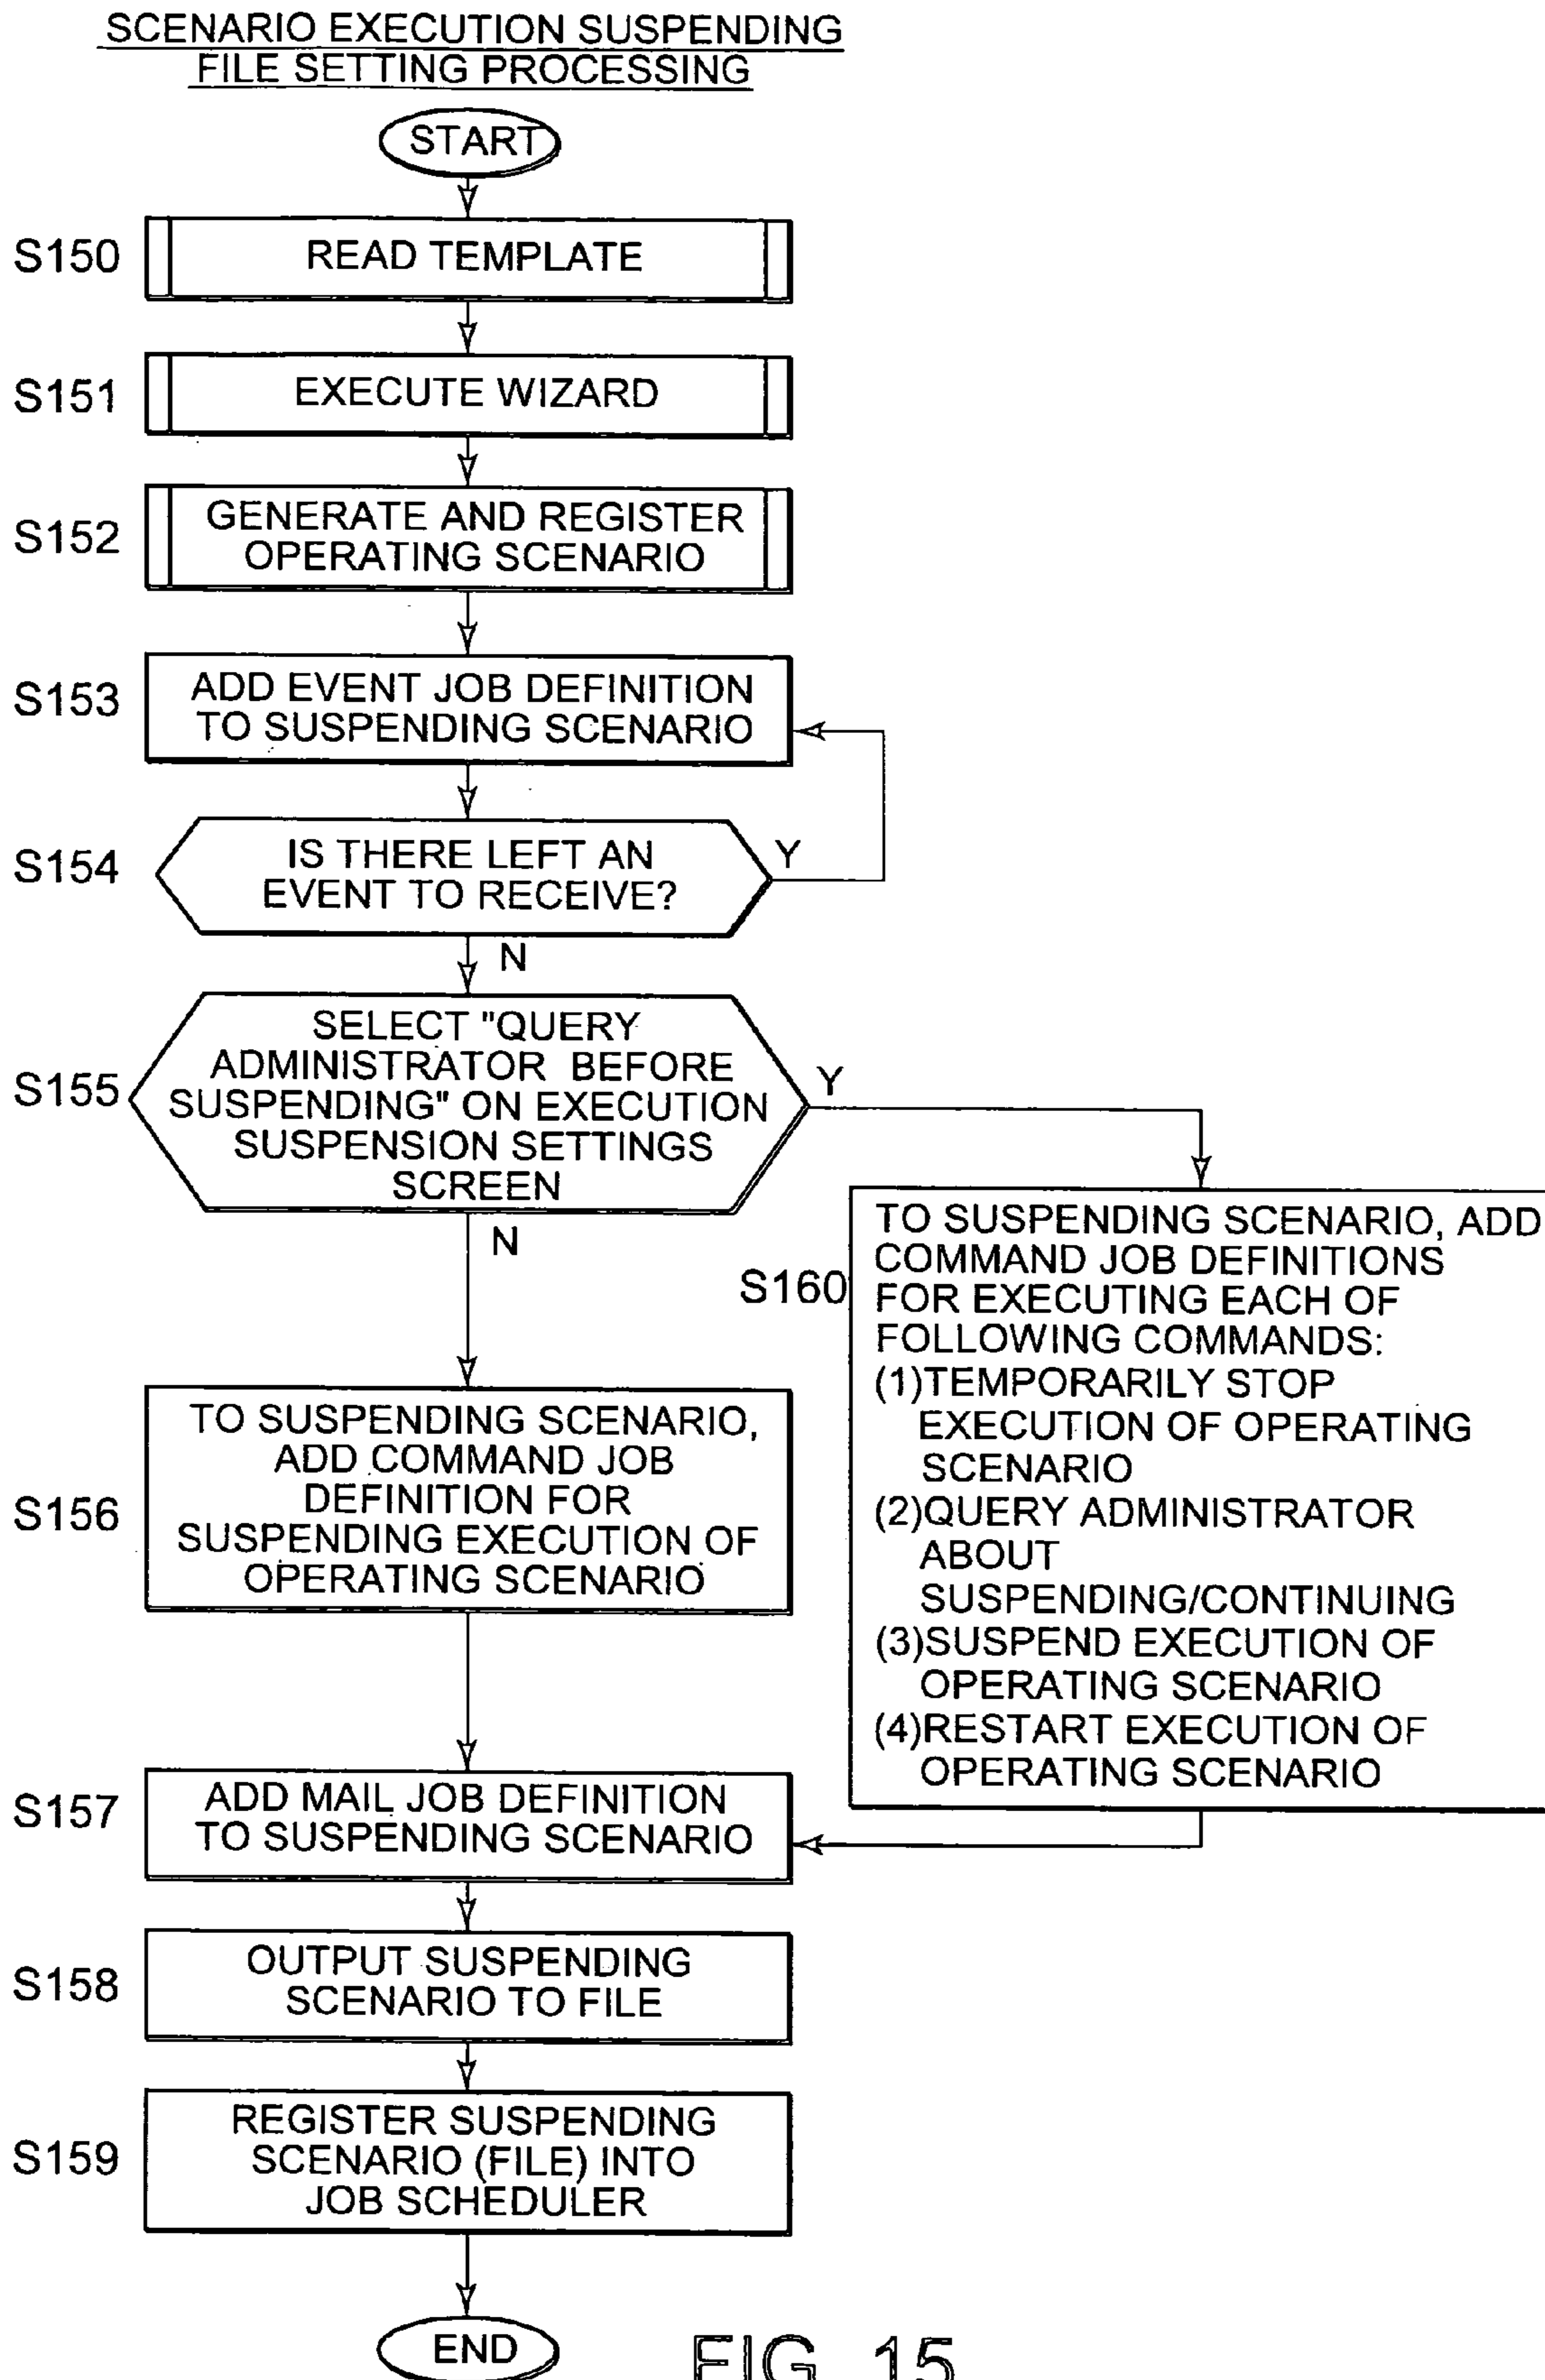 SCENARIO EXECUTION SUSPENDING
FILE SETTING PROCESSING
START
S150
READ TEMPLATE
S151
EXECUTE WIZARD
S152
GENERATE AND REGISTER
OPERATING SCENARIO
S153
ADD EVENT JOB DEFINITION
TO SUSPENDING SCENARIO
S154
IS THERE LEFT AN
EVENT TO RECEIVE?
Y
N
S155
SELECT "QUERY
ADMINISTRATOR BEFORE
SUSPENDING" ON EXECUTION
SUSPENSION SETTINGS
SCREEN
Y
N
S160
TO SUSPENDING SCENARIO, ADD
COMMAND JOB DEFINITIONS
FOR EXECUTING EACH OF
FOLLOWING COMMANDS:
(1)TEMPORARILY STOP
EXECUTION OF OPERATING
SCENARIO
(2)QUERY ADMINISTRATOR
ABOUT
SUSPENDING/CONTINUING
(3)SUSPEND EXECUTION OF
OPERATING SCENARIO
(4)RESTART EXECUTION OF
OPERATING SCENARIO
S156
TO SUSPENDING SCENARIO,
ADD COMMAND JOB
DEFINITION FOR
SUSPENDING EXECUTION OF
OPERATING SCENARIO
S157
ADD MAIL JOB DEFINITION
TO SUSPENDING SCENARIO
S158
OUTPUT SUSPENDING
SCENARIO TO FILE
S159
REGISTER SUSPENDING
SCENARIO (FILE) INTO
JOB SCHEDULER
END
FIG. 15